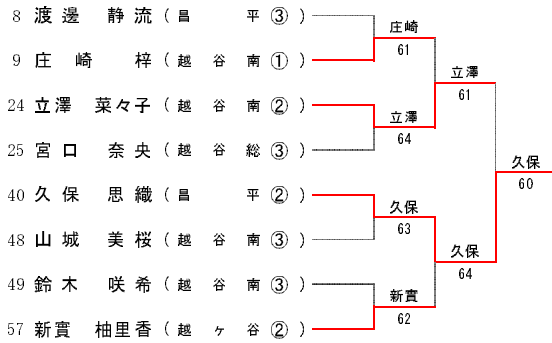 8 渡邊 静流 (昌 平 ③)
庄崎
61
9 庄崎 梓 (越谷南 ①)
立澤
61
24 立澤 菜々子 (越谷南 ②)
立澤
64
25 宮口 奈央 (越谷総 ③)
久保
60
40 久保 思織 (昌 平 ②)
久保
63
48 山城 美桜 (越谷南 ③)
久保
64
49 鈴木 咲希 (越谷南 ③)
新實
62
57 新實 柚里香 (越ヶ谷 ②)